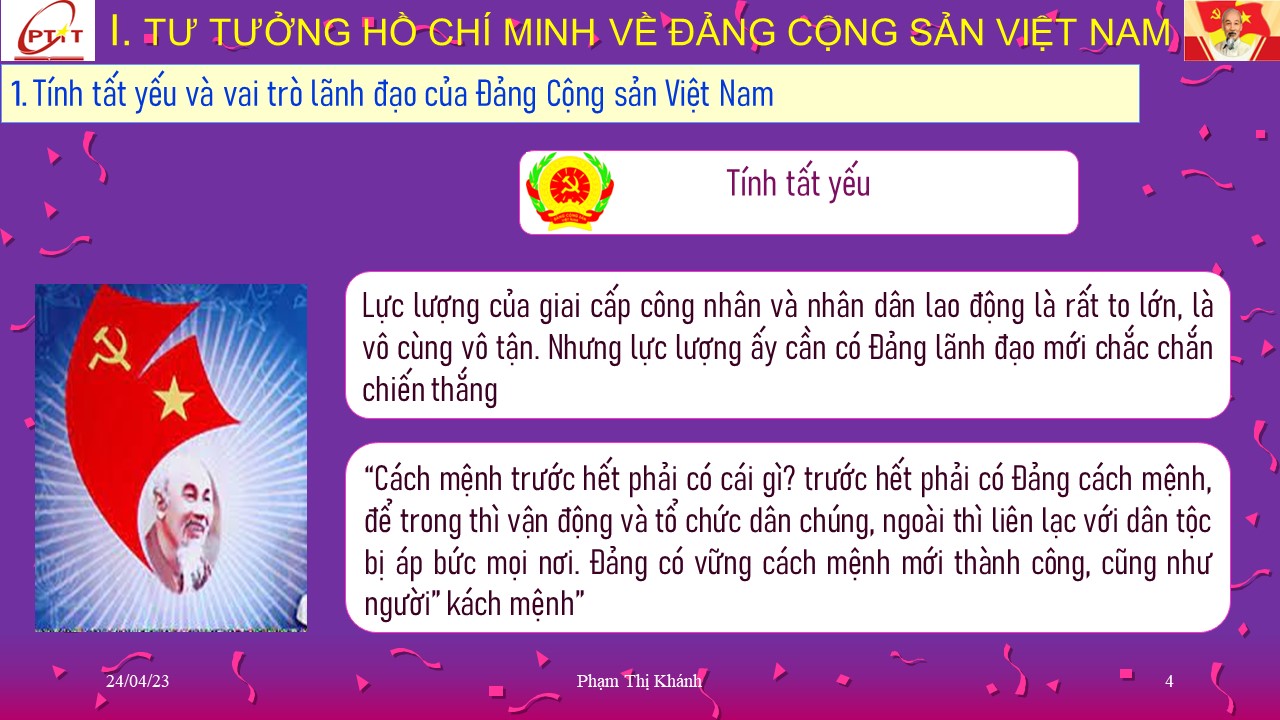 PTiT
I. TƯ TƯỞNG HỒ CHÍ MINH VỀ ĐẢNG CỘNG SẢN VIỆT NAM
1. Tính tất yếu và vai trò lãnh đạo của Đảng Cộng sản Việt Nam
Tính tất yếu
ĐẢNG CỘNG SẢN
VIỆT NAM
Lực lượng của giai cấp công nhân và nhân dân lao động là rất to lớn, là
vô cùng vô tận. Nhưng lực lượng ấy cần có Đảng lãnh đạo mới chắc chắn
chiến thắng
“Cách mệnh trước hết phải có cái gì? trước hết phải có Đảng cách mệnh,
để trong thì vận động và tổ chức dân chúng, ngoài thì liên lạc với dân tộc
bị áp bức mọi nơi. Đảng có vững cách mệnh mới thành công, cũng như
người” kách mệnh”
24/04/23
Phạm Thị Khánh
4